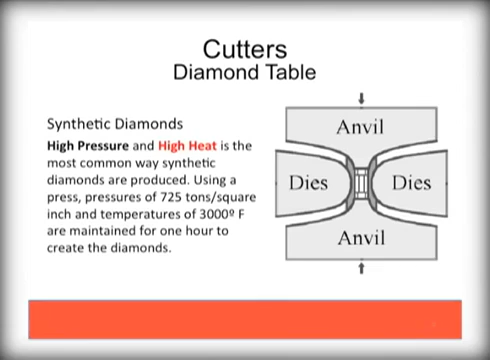 Cutters
Diamond Table
Synthetic Diamonds
High Pressure and High Heat is the
most common way synthetic
diamonds are produced. Using a
press, pressures of 725 tons/square
inch and temperatures of 3000º F
are maintained for one hour to
create the diamonds.
Anvil
Dies
Dies
Anvil